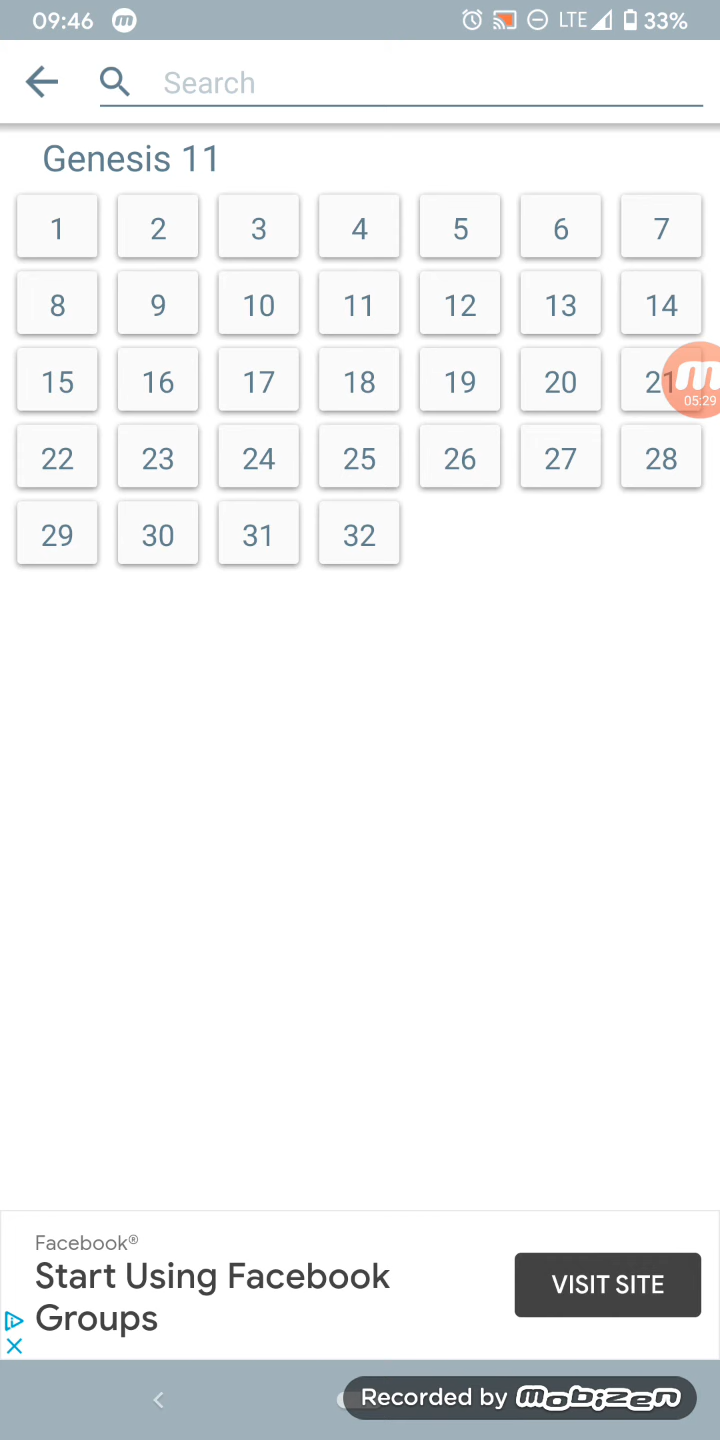 09:46 m LTE 33%
Search
Genesis 11
1 2 3 4 5 6 7
8 9 10 11 12 13 14
15 16 17 18 19 20 21
05:29
22 23 24 25 26 27 28
29 30 31 32
Facebook®
Start Using Facebook
Groups
VISIT SITE
Recorded by mobizen